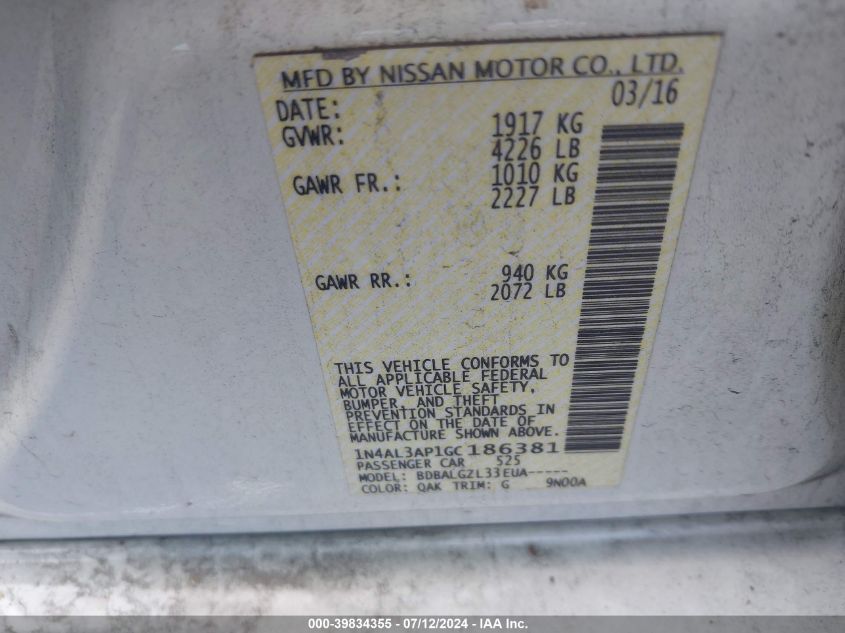 MFD BY NISSAN MOTOR CO., LTD.
DATE: 03/16
GVWR: 1917 KG
4226 LB
GAWR FR.: 1010 KG
2227 LB
GAWR RR.: 940 KG
2072 LB
THIS VEHICLE CONFORMS TO
ALL APPLICABLE FEDERAL
MOTOR VEHICLE SAFETY,
BUMPER, AND THEFT
PREVENTION STANDARDS IN
EFFECT ON THE DATE OF
MANUFACTURE SHOWN ABOVE.
1N4AL3AP1GC186381
PASSENGER CAR 525
MODEL: BDBALGZL33EUA-----
COLOR: QAK TRIM: G 9N00A
000-39834355 - 07/12/2024 - IAA Inc.